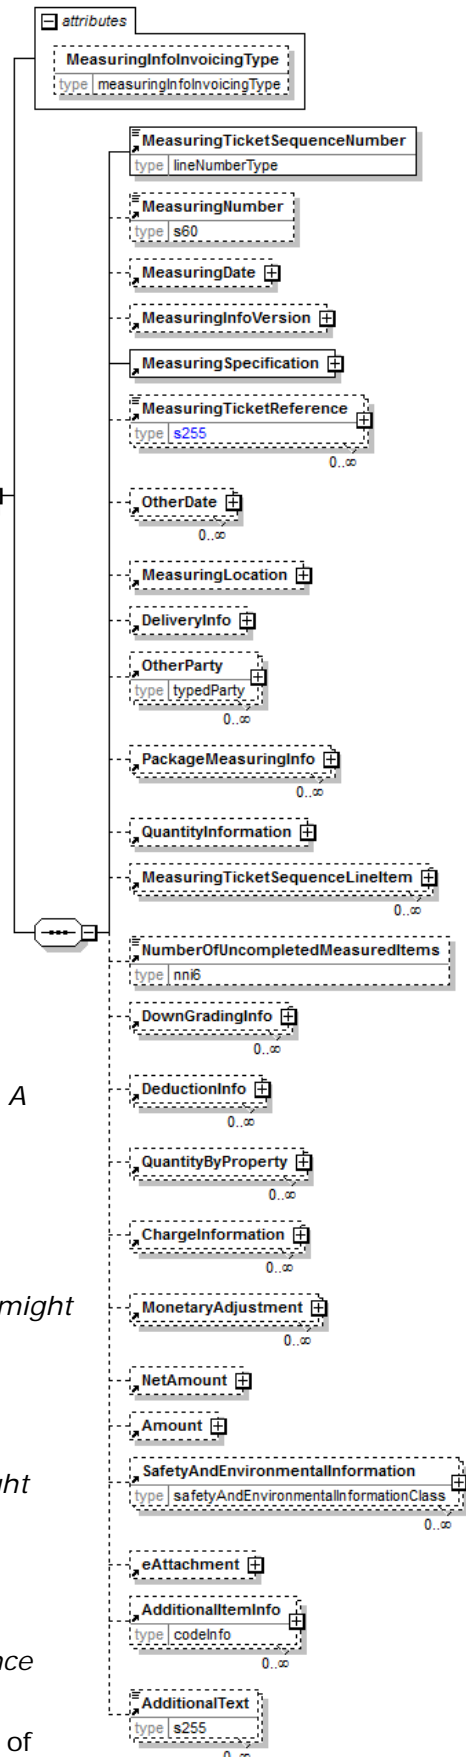 attributes
MeasuringInfoInvoicingType
type measuringInfoInvoicingType
MeasuringTicketSequenceNumber
type lineNumberType
MeasuringNumber
type s60
MeasuringDate
MeasuringInfoVersion
MeasuringSpecification
MeasuringTicketReference
type s255
0..∞
OtherDate
0..∞
MeasuringLocation
DeliveryInfo
OtherParty
type typedParty
0..∞
PackageMeasuringInfo
0..∞
QuantityInformation
MeasuringTicketSequenceLineItem
0..∞
NumberOfUncompletedMeasuredItems
type nni6
DownGradingInfo
0..∞
DeductionInfo
A
0..∞
QuantityByProperty
0..∞
ChargeInformation
0..∞
might
MonetaryAdjustment
0..∞
NetAmount
Amount
SafetyAndEnvironmentalInformation
ght
type safetyAndEnvironmentalInformationClass
0..∞
eAttachment
AdditionalItemInfo
type codeInfo
nce
0..∞
AdditionalText
type s255
of
0..∞